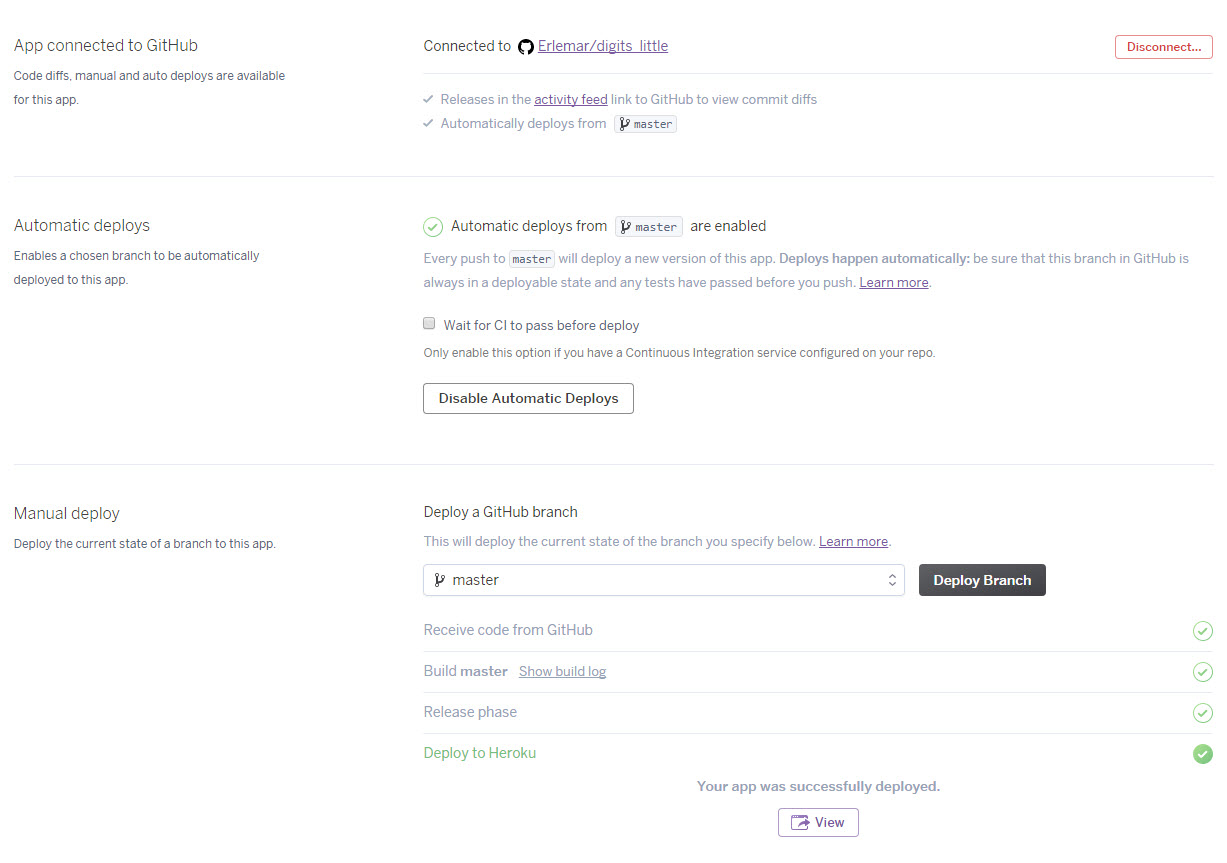 App connected to GitHub
Code diffs, manual and auto deploys are available
for this app.
Connected to Erlemar/digits_little
Disconnect...
Releases in the activity feed link to GitHub to view commit diffs
Automatically deploys from master
Automatic deploys
Enables a chosen branch to be automatically
deployed to this app.
Automatic deploys from master are enabled
Every push to master will deploy a new version of this app. Deploys happen automatically: be sure that this branch in GitHub is
always in a deployable state and any tests have passed before you push. Learn more.
Wait for CI to pass before deploy
Only enable this option if you have a Continuous Integration service configured on your repo.
Disable Automatic Deploys
Manual deploy
Deploy the current state of a branch to this app.
Deploy a GitHub branch
This will deploy the current state of the branch you specify below. Learn more.
master
Deploy Branch
Receive code from GitHub
Build master Show build log
Release phase
Deploy to Heroku
Your app was successfully deployed.
View